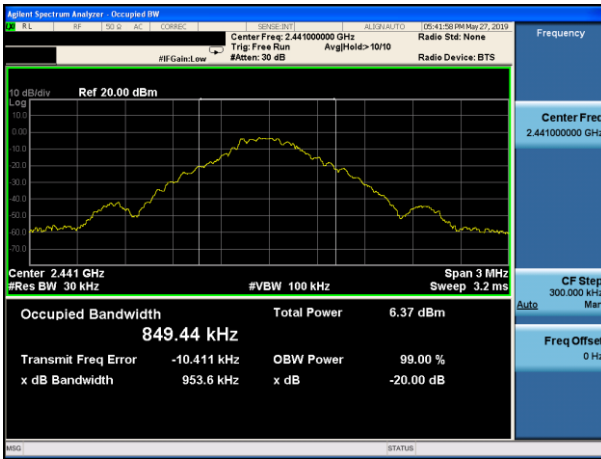 Agilent Spectrum Analyzer - Occupied BW
RL RF 50 Ω AC CORREC SENSE:INT ALIGNAUTO 05:41:58 PM May 27, 2019
Center Freq: 2.441000000 GHz Radio Std: None
Trig: Free Run Avg|Hold:>10/10
#IFGain:Low #Atten: 30 dB Radio Device: BTS
Frequency
10 dB/div Ref 20.00 dBm
Log
10.0
0.00
-10.0
-20.0
-30.0
-40.0
-50.0
-60.0
-70.0
Center 2.441 GHz Span 3 MHz
#Res BW 30 kHz #VBW 100 kHz Sweep 3.2 ms
Occupied Bandwidth Total Power 6.37 dBm
849.44 kHz
Transmit Freq Error -10.411 kHz OBW Power 99.00 %
x dB Bandwidth 953.6 kHz x dB -20.00 dB
Center Freq
2.441000000 GHz
CF Step
300.000 kHz
Auto Man
Freq Offset
0 Hz
MSG STATUS